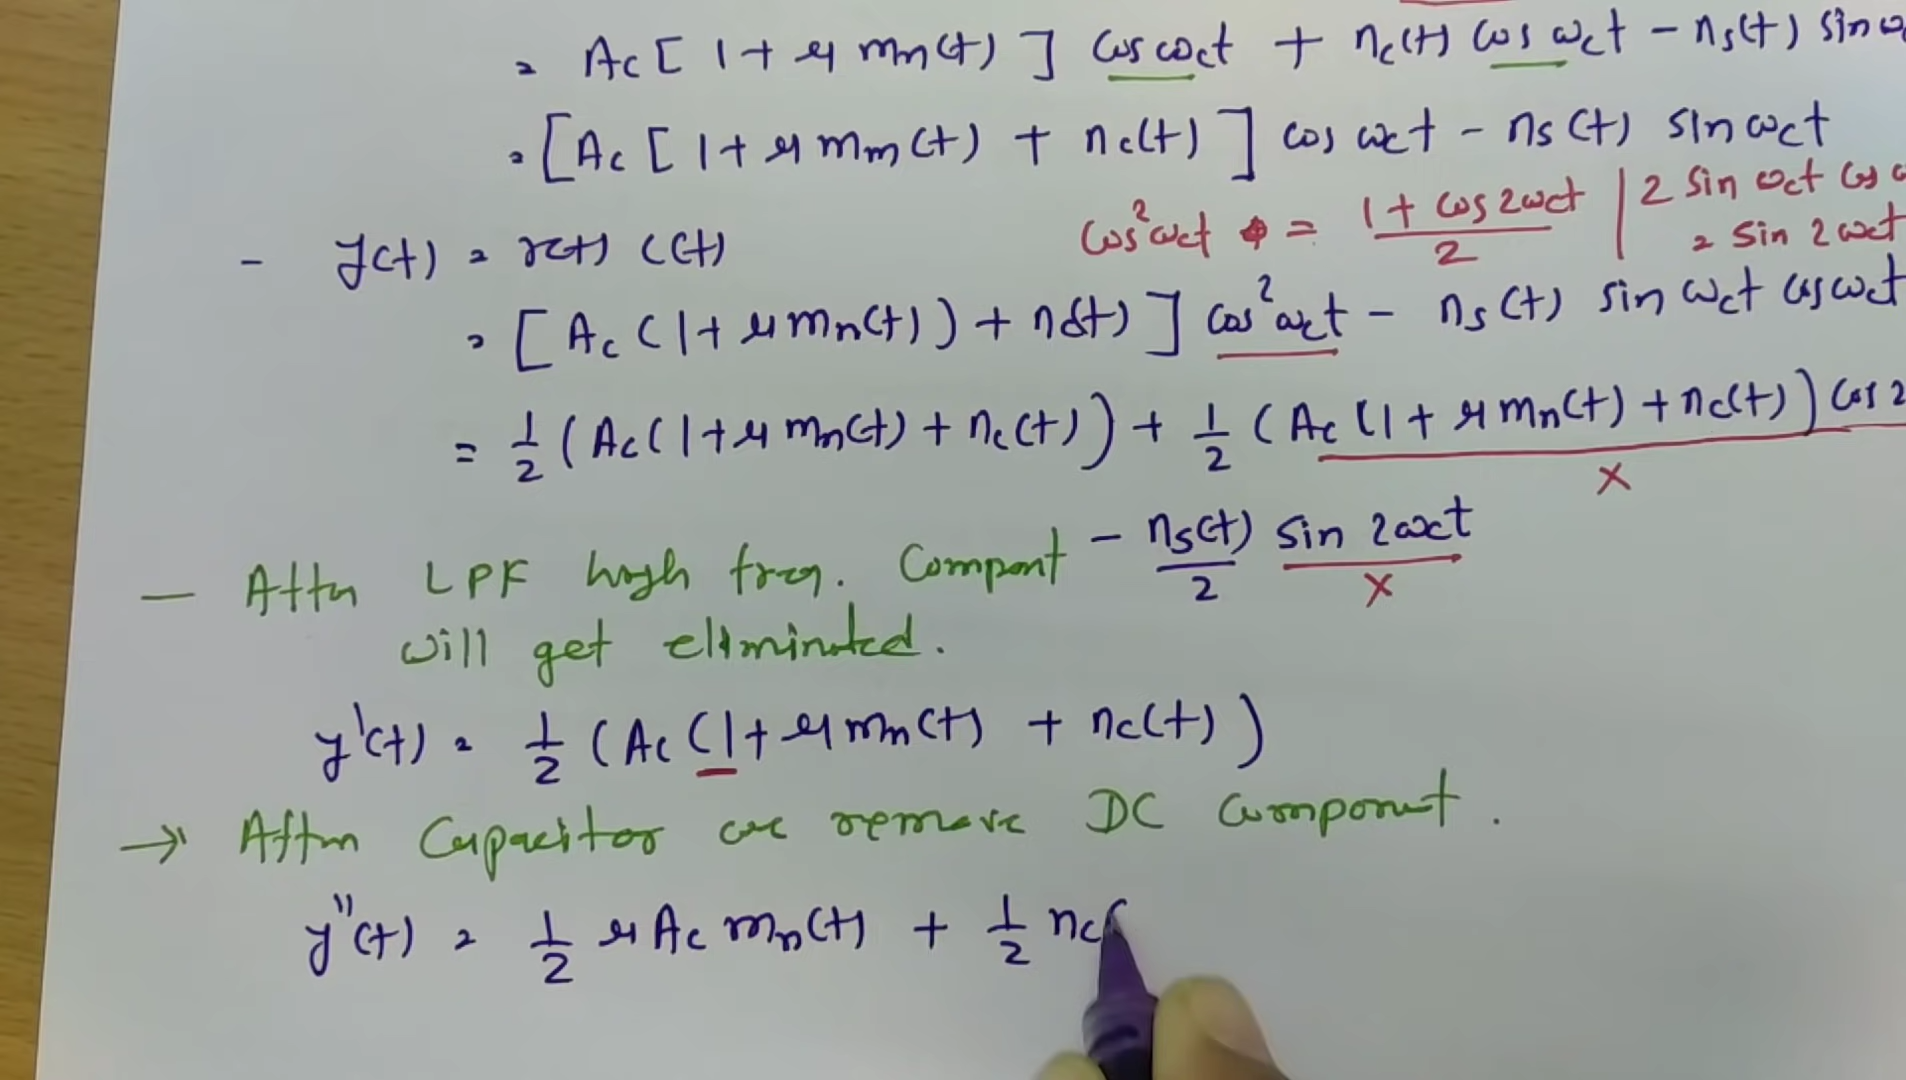 = Ac [ 1 + μ mn(t) ] cos ωct + nc(t) cos ωct - ns(t) sin ω
= [ Ac [ 1 + μ mn(t) + nc(t) ] cos ωct - ns(t) sin ωct
cos²ωct = (1 + cos 2ωct)/2 | 2 sin ωct cos
= sin 2ωct
- y(t) = r(t) c(t)
= [ Ac ( 1 + μ mn(t) ) + nc(t) ] cos²ωct - ns(t) sin ωct cos ωct
= 1/2 ( Ac ( 1 + μ mn(t) + nc(t) ) ) + 1/2 ( Ac ( 1 + μ mn(t) + nc(t) ) cos 2
X
- ns(t)/2 sin 2ωct
X
- After LPF high freq. Compont
will get eliminated.
y'(t) = 1/2 ( Ac ( 1 + μ mn(t) + nc(t) )
→ After Capacitor we remove DC component.
y''(t) = 1/2 μ Ac mn(t) + 1/2 nc(